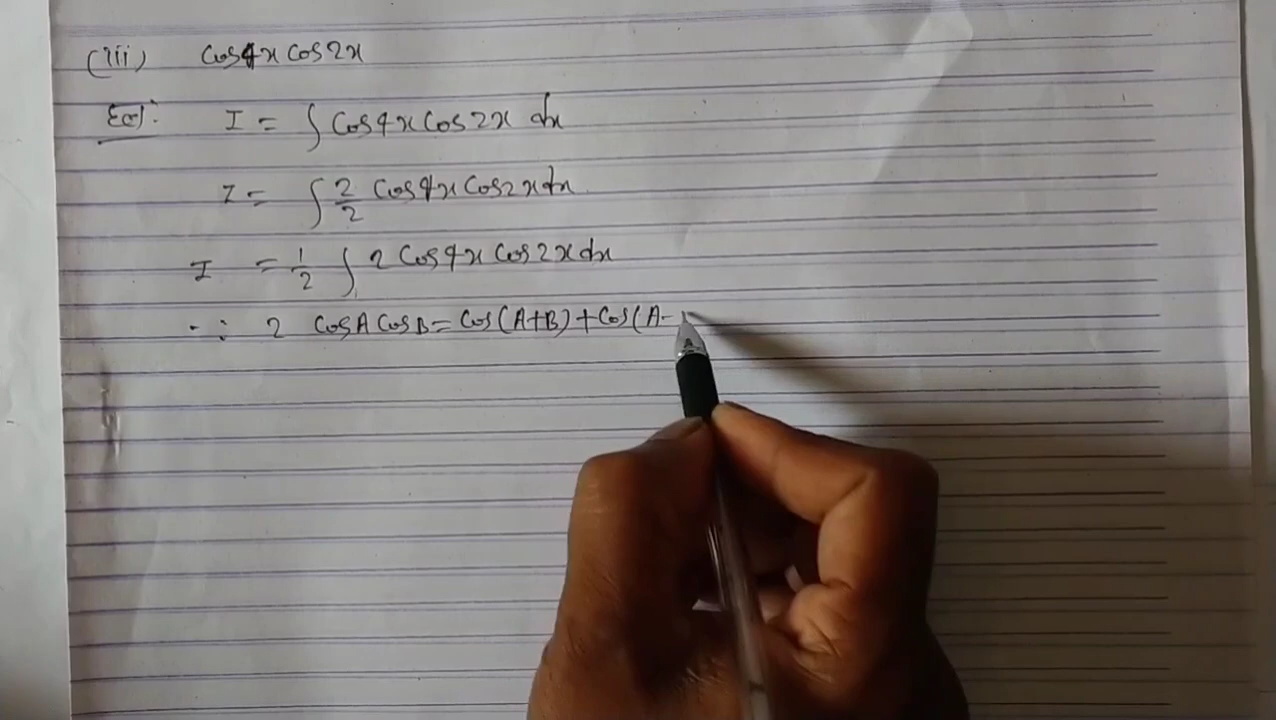 (iii) Cos4x Cos2x
Sol: I = ∫ Cos4x Cos2x dx
I = ∫ 2/2 Cos4x Cos2x dx
I = 1/2 ∫ 2 Cos4x Cos2x dx
∵ 2 CosA CosB = Cos(A+B) + Cos(A-